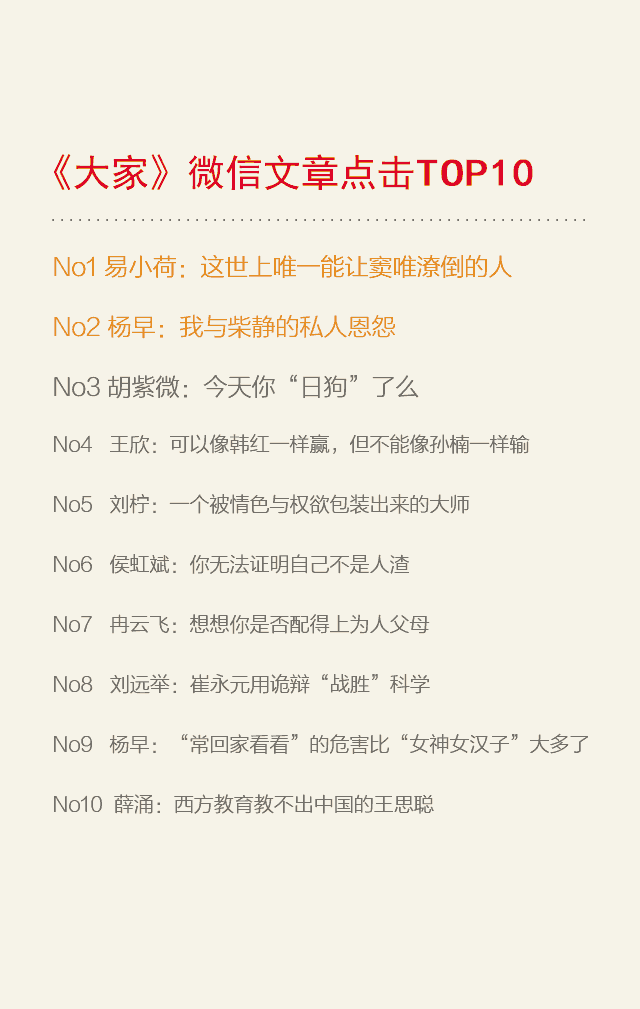 《大家》微信文章点击TOP10
No1 易小荷：这世上唯一能让窦唯潦倒的人
No2 杨早：我与柴静的私人恩怨
No3 胡紫微：今天你“日狗”了么
No4 王欣：可以像韩红一样赢，但不能像孙楠一样输
No5 刘柠：一个被情色与权欲包装出来的大师
No6 侯虹斌：你无法证明自己不是人渣
No7 冉云飞：想想你是否配得上为人父母
No8 刘远举：崔永元用诡辩“战胜”科学
No9 杨早：“常回家看看”的危害比“女神女汉子”大多了
No10 薛涌：西方教育教不出中国的王思聪